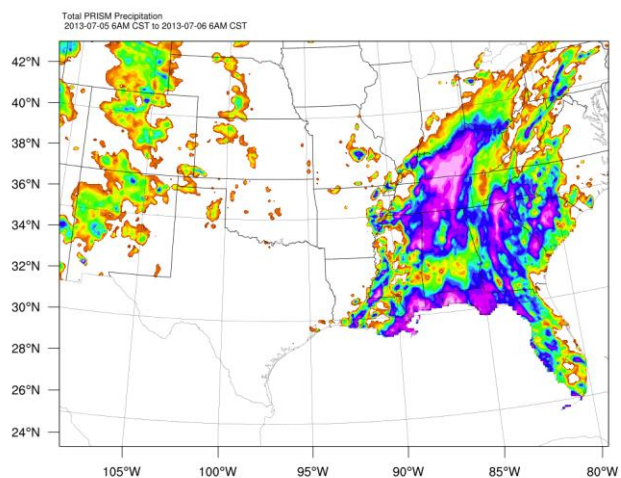 Total PRISM Precipitation
2013-07-05 6AM CST to 2013-07-06 6AM CST
42°N
40°N
38°N
36°N
34°N
32°N
30°N
28°N
26°N
24°N
105°W
100°W
95°W
90°W
85°W
80°W